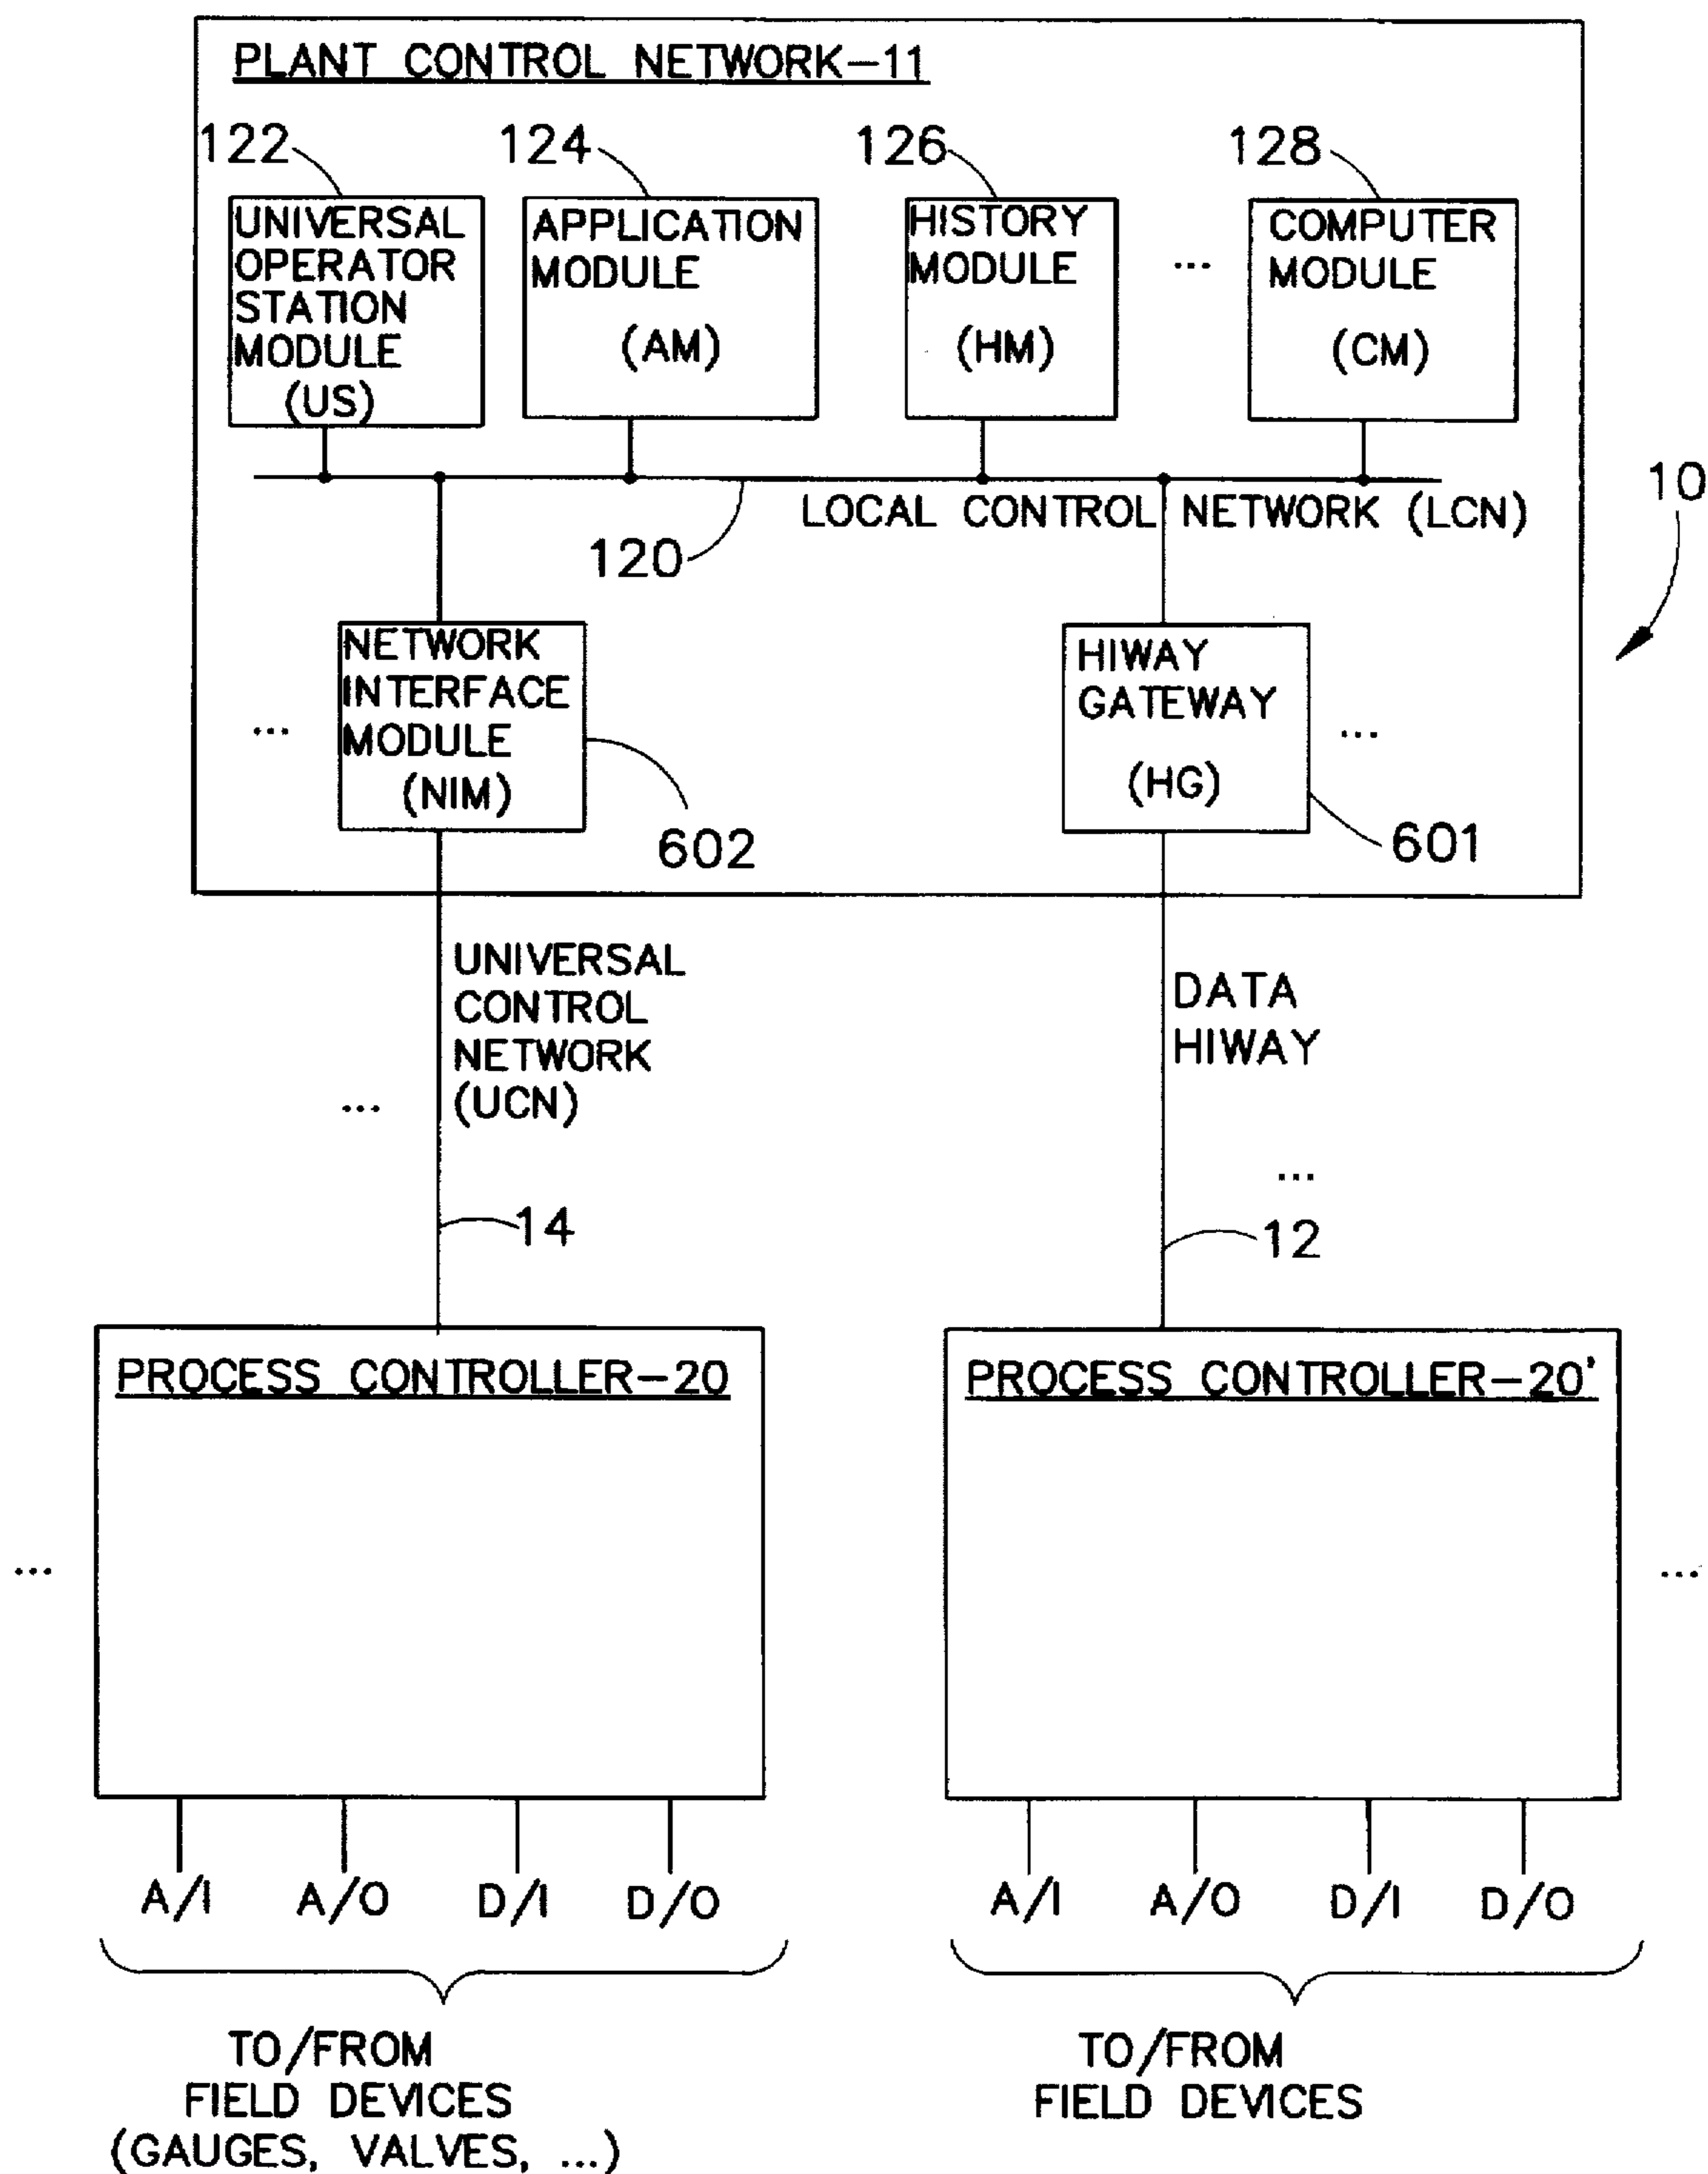 PLANT CONTROL NETWORK-11
122
124
126
128
UNIVERSAL
OPERATOR
STATION
MODULE
(US)
APPLICATION
MODULE
(AM)
HISTORY
MODULE
(HM)
...
COMPUTER
MODULE
(CM)
10
LOCAL CONTROL NETWORK (LCN)
120
...
NETWORK
INTERFACE
MODULE
(NIM)
602
HIWAY
GATEWAY
(HG)
...
601
UNIVERSAL
CONTROL
NETWORK
(UCN)
...
14
DATA
HIWAY
...
12
PROCESS CONTROLLER-20
PROCESS CONTROLLER-20'
...
...
A/I A/O D/I D/O
A/I A/O D/I D/O
TO/FROM
FIELD DEVICES
(GAUGES, VALVES, ...)
TO/FROM
FIELD DEVICES